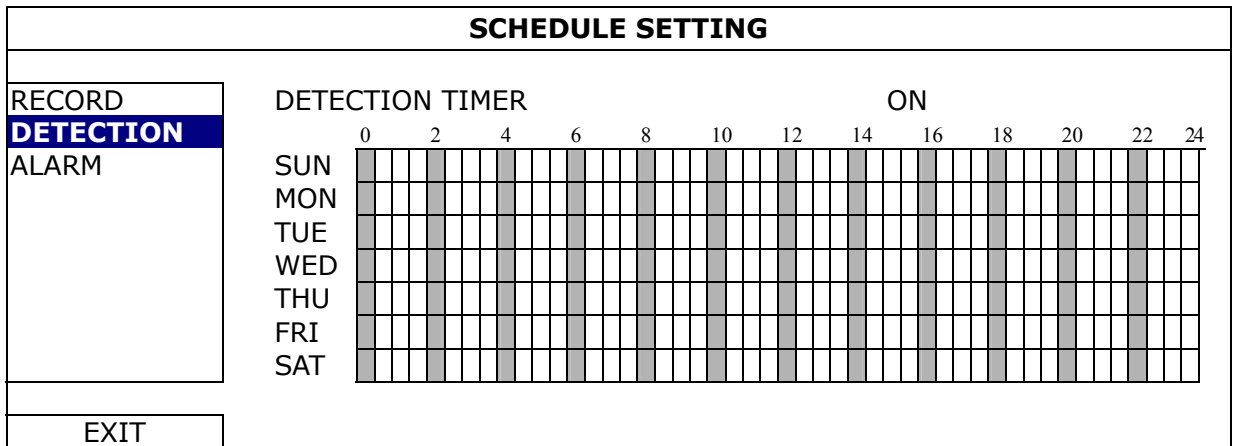 SCHEDULE SETTING
RECORD
DETECTION
ALARM
DETECTION TIMER ON
0 2 4 6 8 10 12 14 16 18 20 22 24
SUN
MON
TUE
WED
THU
FRI
SAT
EXIT